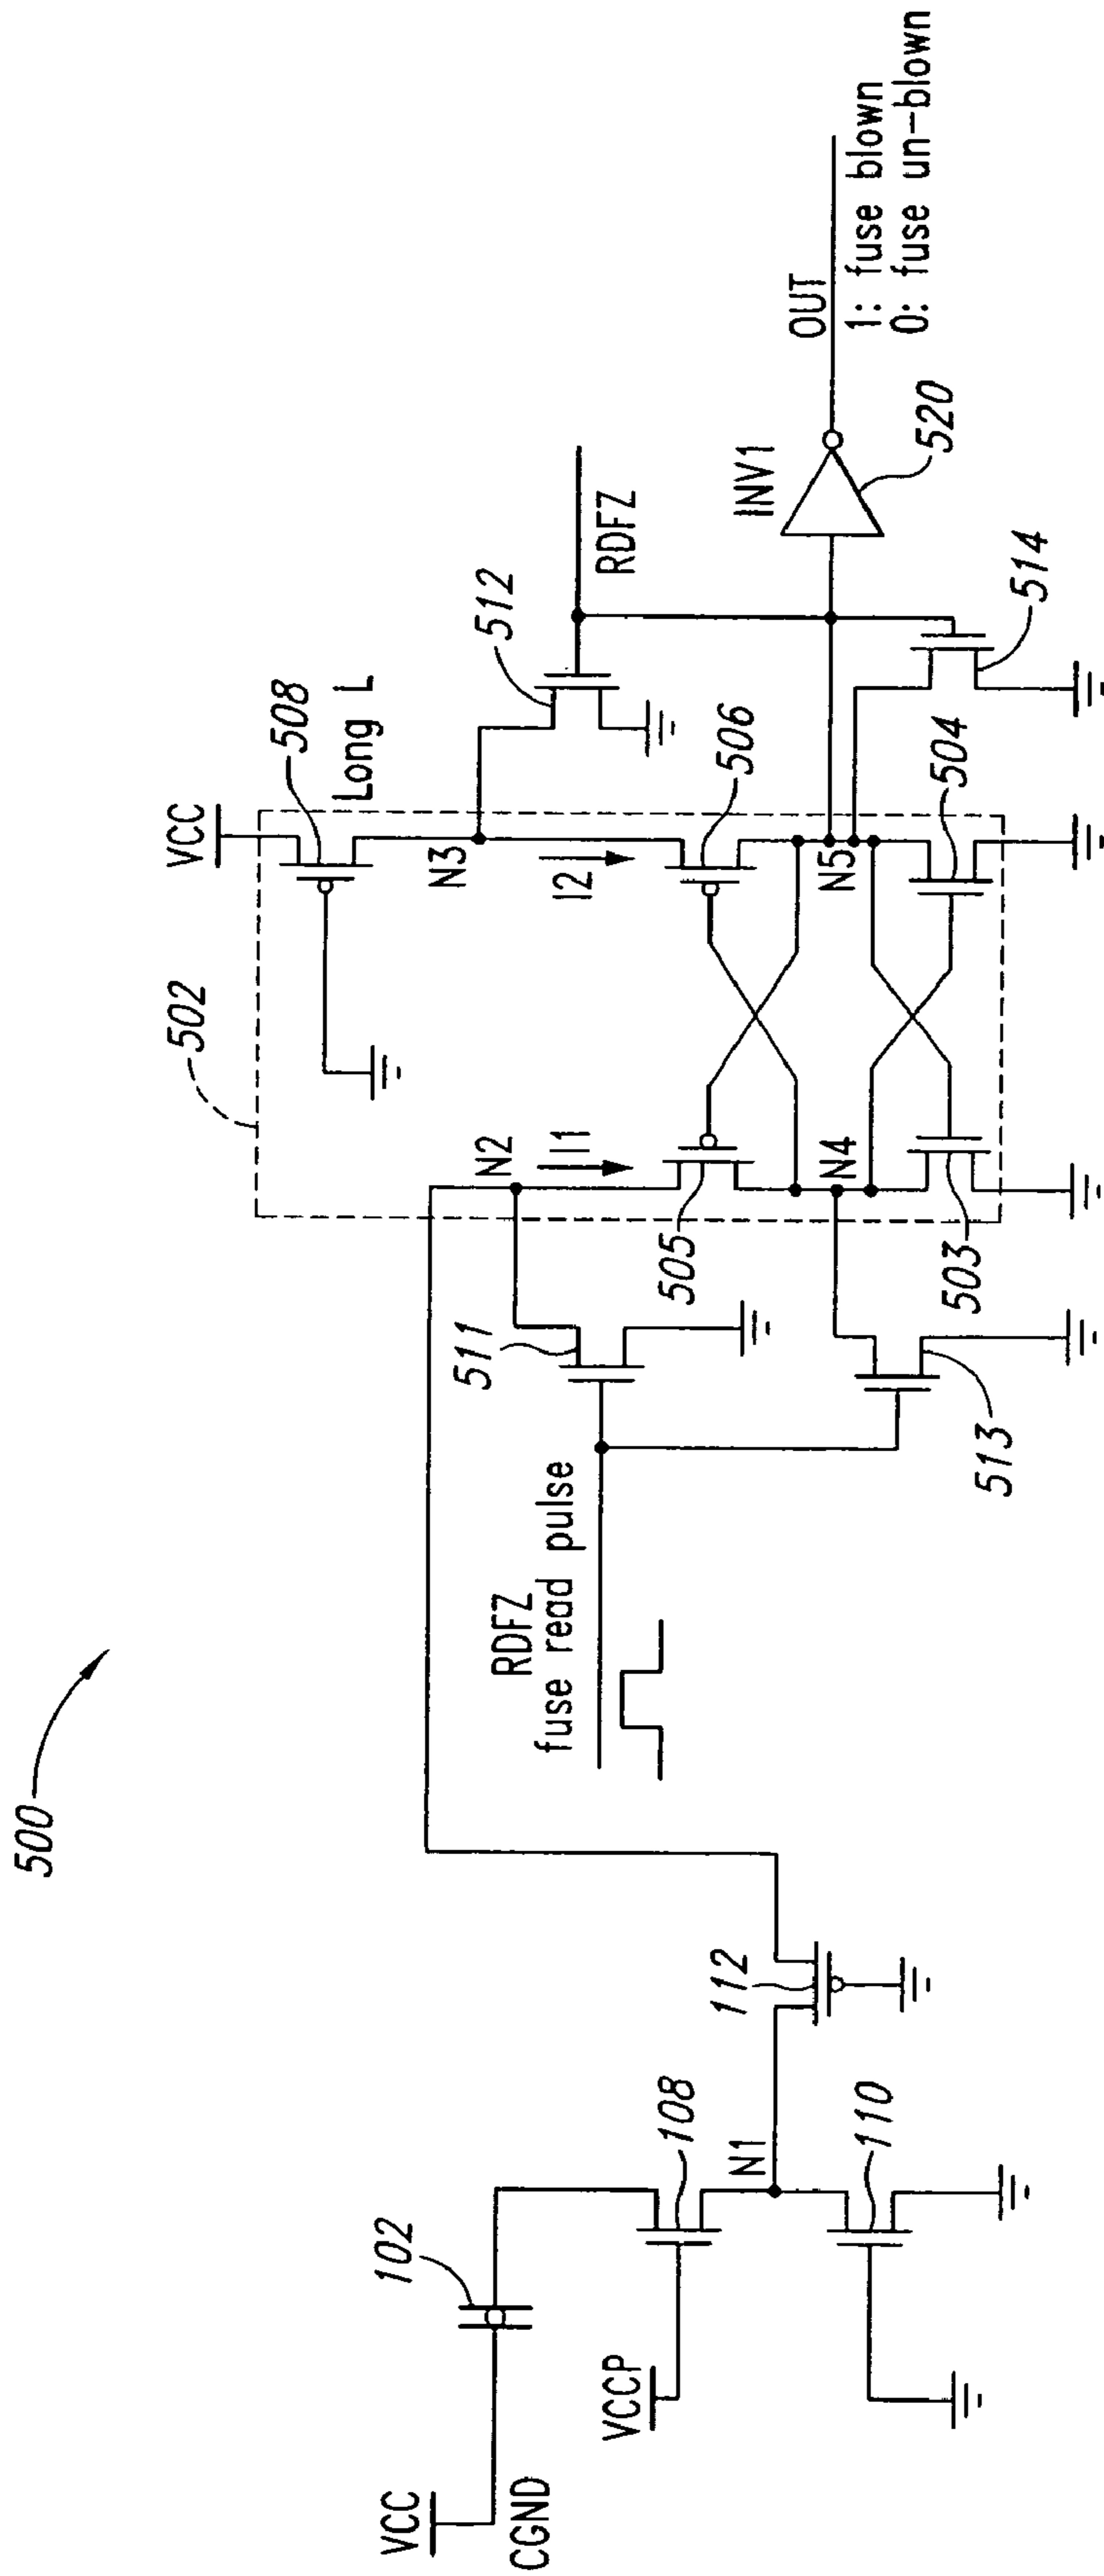 500
VCC
CGND
102
VCCP
108
N1
110
112
RDFZ
fuse read pulse
511
513
502
N2
I1
505
N4
503
VCC
508
Long L
N3
I2
506
N5
504
512
RDFZ
514
INV1
520
OUT
1: fuse blown
0: fuse un-blown